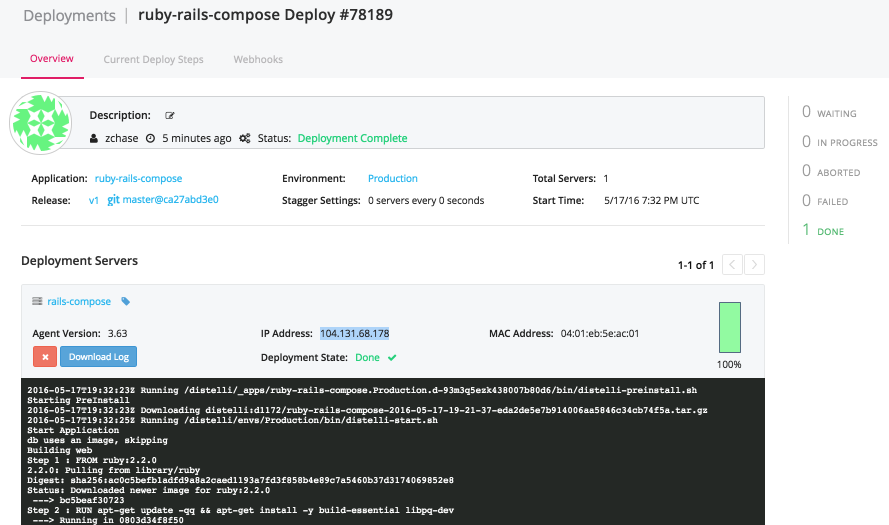 Deployments | ruby-rails-compose Deploy #78189
Overview Current Deploy Steps Webhooks
Description:
zchase 5 minutes ago Status: Deployment Complete
0 WAITING
0 IN PROGRESS
0 ABORTED
0 FAILED
1 DONE
Application: ruby-rails-compose Environment: Production Total Servers: 1
Release: v1 git master@ca27abd3e0 Stagger Settings: 0 servers every 0 seconds Start Time: 5/17/16 7:32 PM UTC
Deployment Servers
1-1 of 1 < >
rails-compose
Agent Version: 3.63 IP Address: 104.131.68.178 MAC Address: 04:01:eb:5e:ac:01
Download Log Deployment State: Done
100%
2016-05-17T19:32:23Z Running /distelli/_apps/ruby-rails-compose.Production.d-93m3q5ezk438007b80d6/bin/distelli-preinstall.sh
Starting PreInstall
2016-05-17T19:32:23Z Downloading distelli:d1172/ruby-rails-compose-2016-05-17-19-21-37-eda2de5e7b914006aa5846c34cb74f5a.tar.gz
2016-05-17T19:32:25Z Running /distelli/envs/Production/bin/distelli-start.sh
Start Application
db uses an image, skipping
Building web
Step 1 : FROM ruby:2.2.0
2.2.0: Pulling from library/ruby
Digest: sha256:ac0c5befb1adfd9a8a2caed1193a7fd3f858b4e89c7a5460b37d3174069852e8
Status: Downloaded newer image for ruby:2.2.0
---> bc5beaf30723
Step 2 : RUN apt-get update -qq && apt-get install -y build-essential libpq-dev
---> Running in 0803d34f8f50